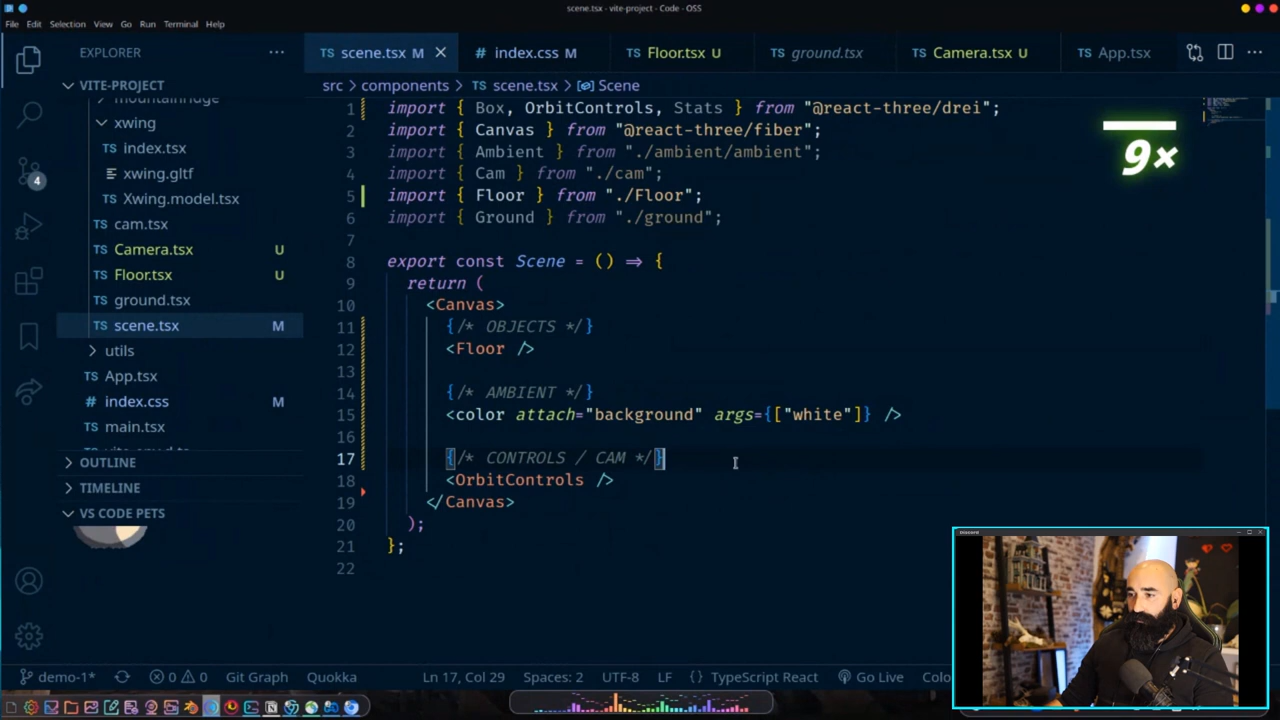 scene.tsx - vite-project - Code - OSS
File Edit Selection View Go Run Terminal Help
EXPLORER
TS scene.tsx M
# index.css M
TS Floor.tsx U
TS ground.tsx
TS Camera.tsx U
TS App.tsx
VITE-PROJECT
src > components > TS scene.tsx > Scene
mountainridge
xwing
TS index.tsx
xwing.gltf
TS Xwing.model.tsx
TS cam.tsx
TS Camera.tsx U
TS Floor.tsx U
TS ground.tsx
TS scene.tsx M
utils
TS App.tsx
# index.css M
TS main.tsx
OUTLINE
TIMELINE
VS CODE PETS
4
1 import { Box, OrbitControls, Stats } from "@react-three/drei";
2 import { Canvas } from "@react-three/fiber";
3 import { Ambient } from "./ambient/ambient";
4 import { Cam } from "./cam";
5 import { Floor } from "./Floor";
6 import { Ground } from "./ground";
7
8 export const Scene = () => {
9 return (
10 <Canvas>
11 {/* OBJECTS */}
12 <Floor />
13
14 {/* AMBIENT */}
15 <color attach="background" args={["white"]} />
16
17 {/* CONTROLS / CAM */}
18 <OrbitControls />
19 </Canvas>
20 );
21 };
22
9×
discord
demo-1* 0 0 Git Graph Quokka Ln 17, Col 29 Spaces: 2 UTF-8 LF {} TypeScript React Go Live Colo